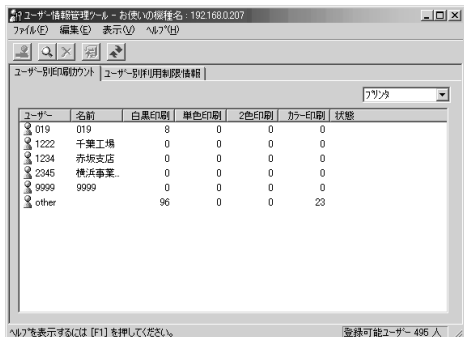 ユーザー情報管理ツール - お使いの機種名 : 192.168.0.207
ファイル(F) 編集(E) 表示(V) ヘルプ(H)
ユーザー別印刷カウント ユーザー別利用制限情報
プリンタ
ユーザー 名前 白黒印刷 単色印刷 2色印刷 カラー印刷 状態
019 019 8 0 0 0
1222 千葉工場 0 0 0 0
1234 赤坂支店 0 0 0 0
2345 横浜事業... 0 0 0 0
9999 9999 0 0 0 0
other 96 0 0 23
ヘルプを表示するには [F1] を押してください。 登録可能ユーザー 495 人